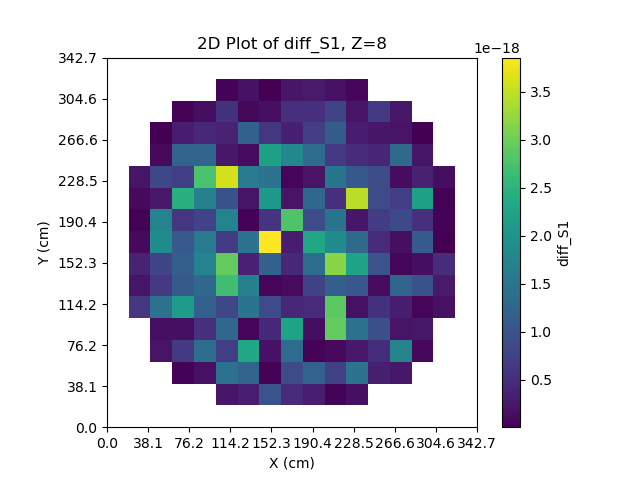 2D Plot of diff_S1, Z=8
1e−18
342.7
304.6
266.6
228.5
190.4
152.3
114.2
76.2
38.1
0.0
Y (cm)
0.0 38.1 76.2 114.2 152.3 190.4 228.5 266.6 304.6 342.7
X (cm)
3.5
3.0
2.5
2.0
1.5
1.0
0.5
diff_S1